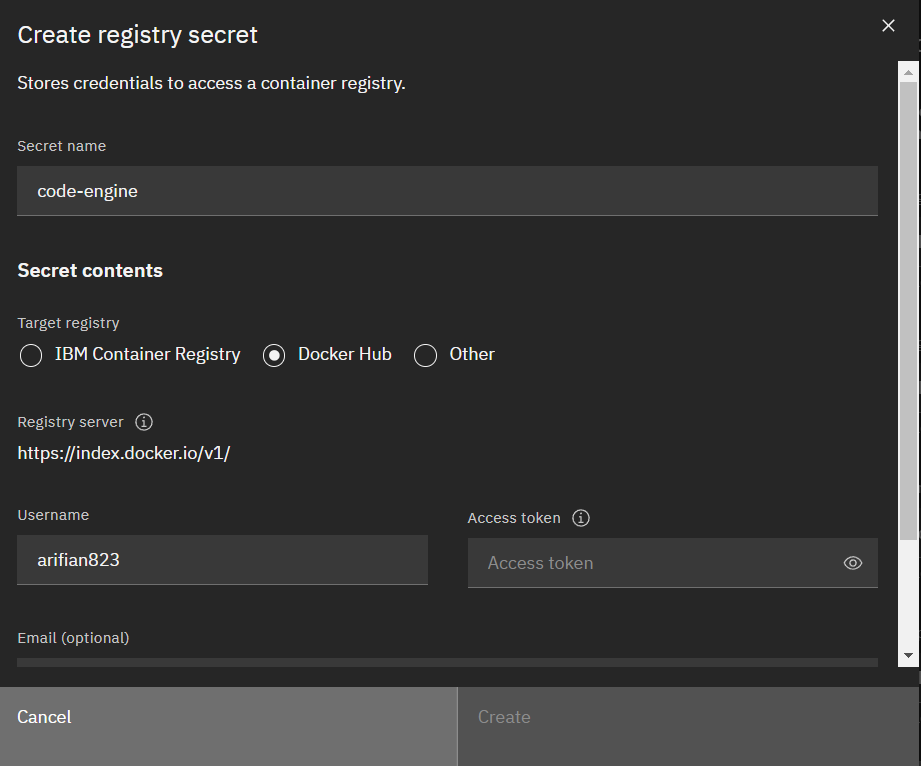 Create registry secret
Stores credentials to access a container registry.
Secret name
code-engine
Secret contents
Target registry
IBM Container Registry Docker Hub Other
Registry server
https://index.docker.io/v1/
Username
arifian823
Access token
Access token
Email (optional)
Cancel Create